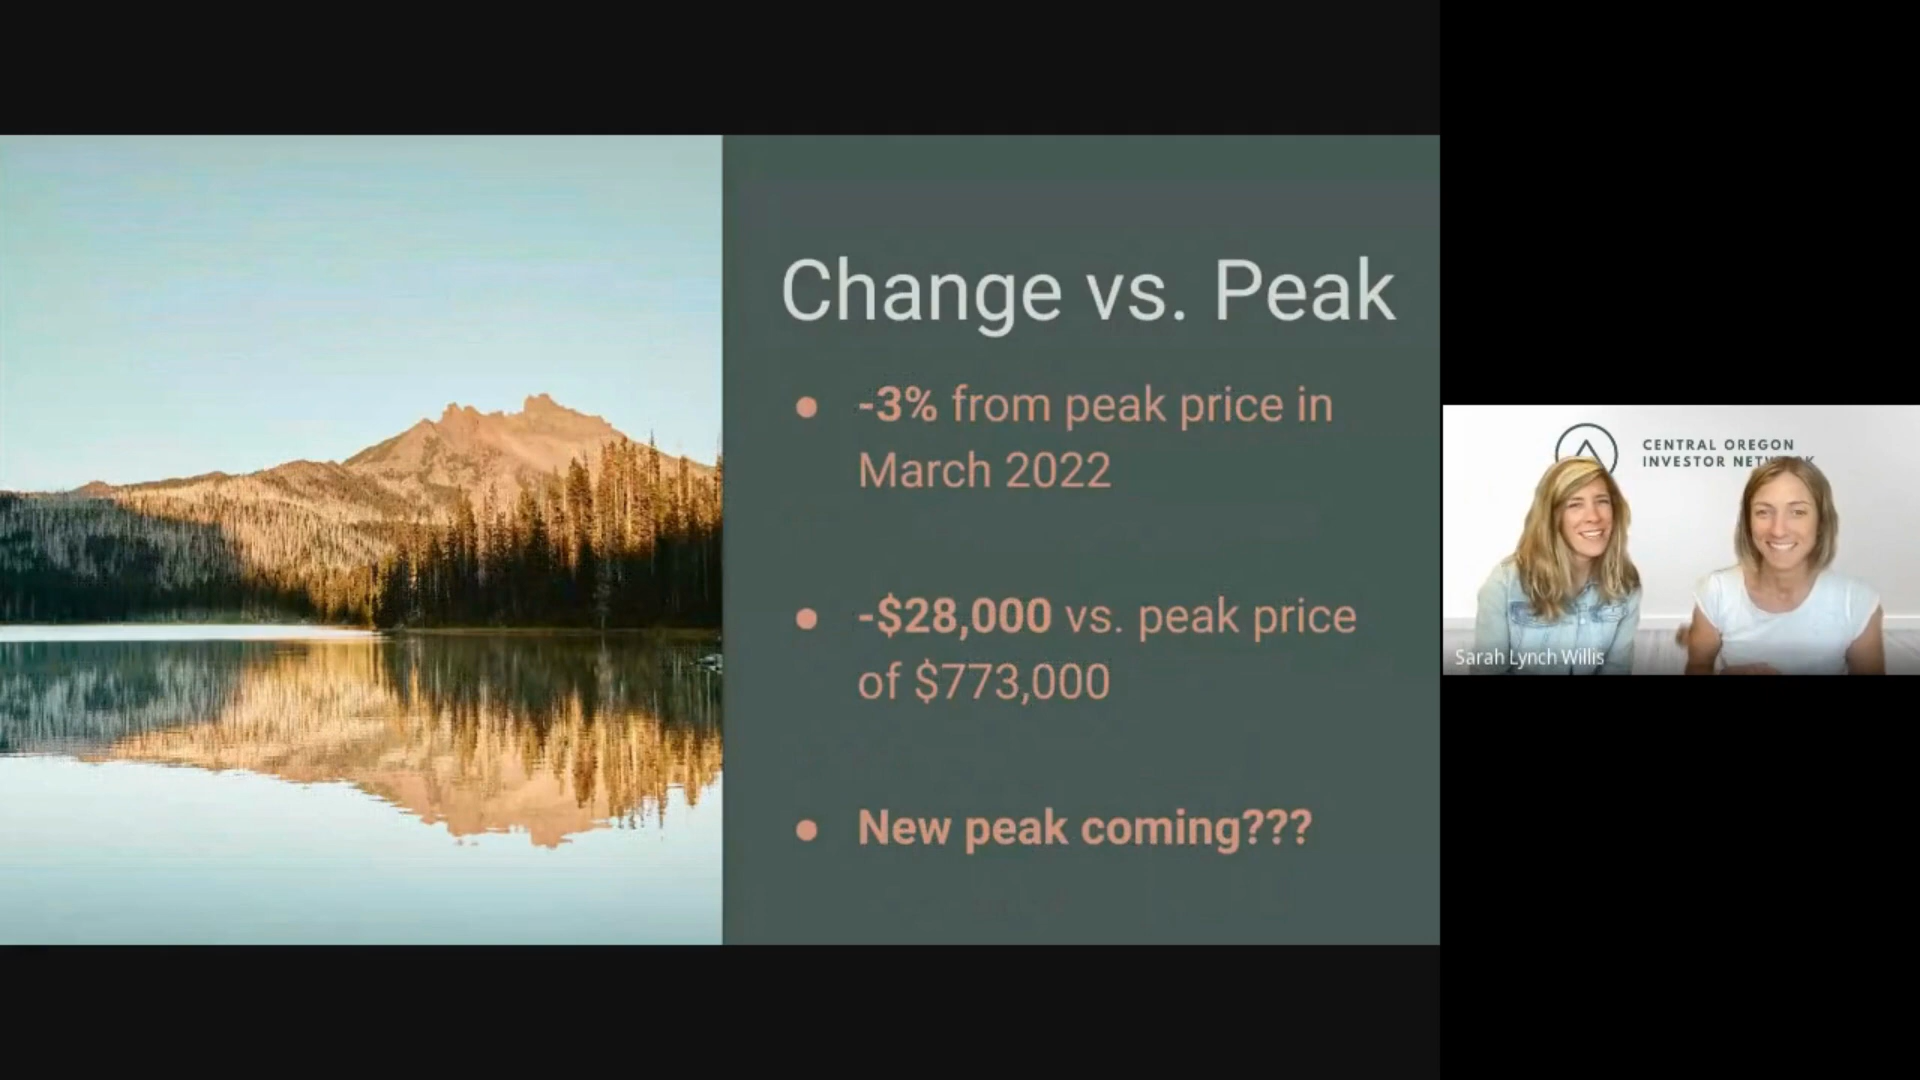 Change vs. Peak
-3% from peak price in
March 2022
-$28,000 vs. peak price
of $773,000
New peak coming???
CENTRAL OREGON
INVESTOR NETWORK
Sarah Lynch Willis